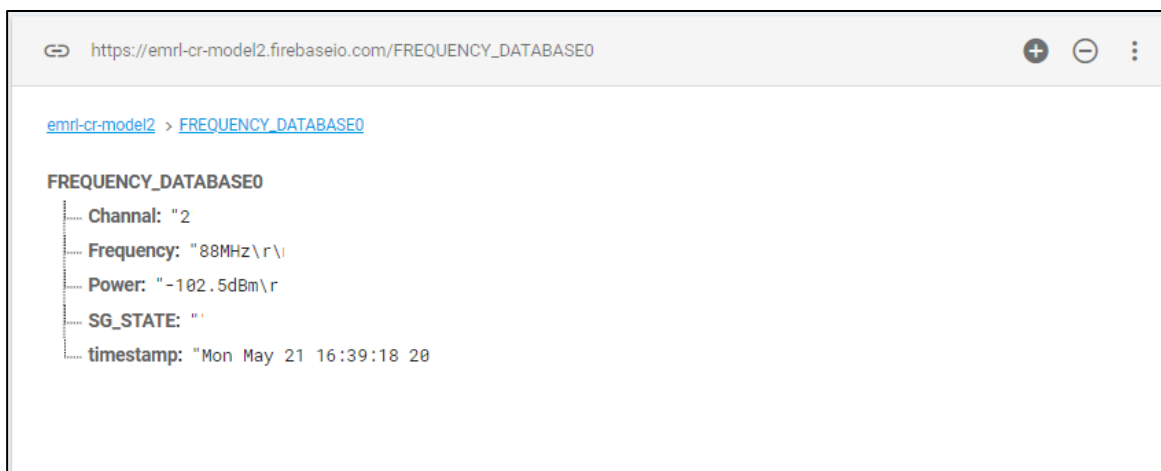 https://emrl-cr-model2.firebaseio.com/FREQUENCY_DATABASE0
emrl-cr-model2 > FREQUENCY_DATABASE0
FREQUENCY_DATABASE0
Channal: "2
Frequency: "88MHz\r\
Power: "-102.5dBm\r
SG_STATE: "
timestamp: "Mon May 21 16:39:18 20